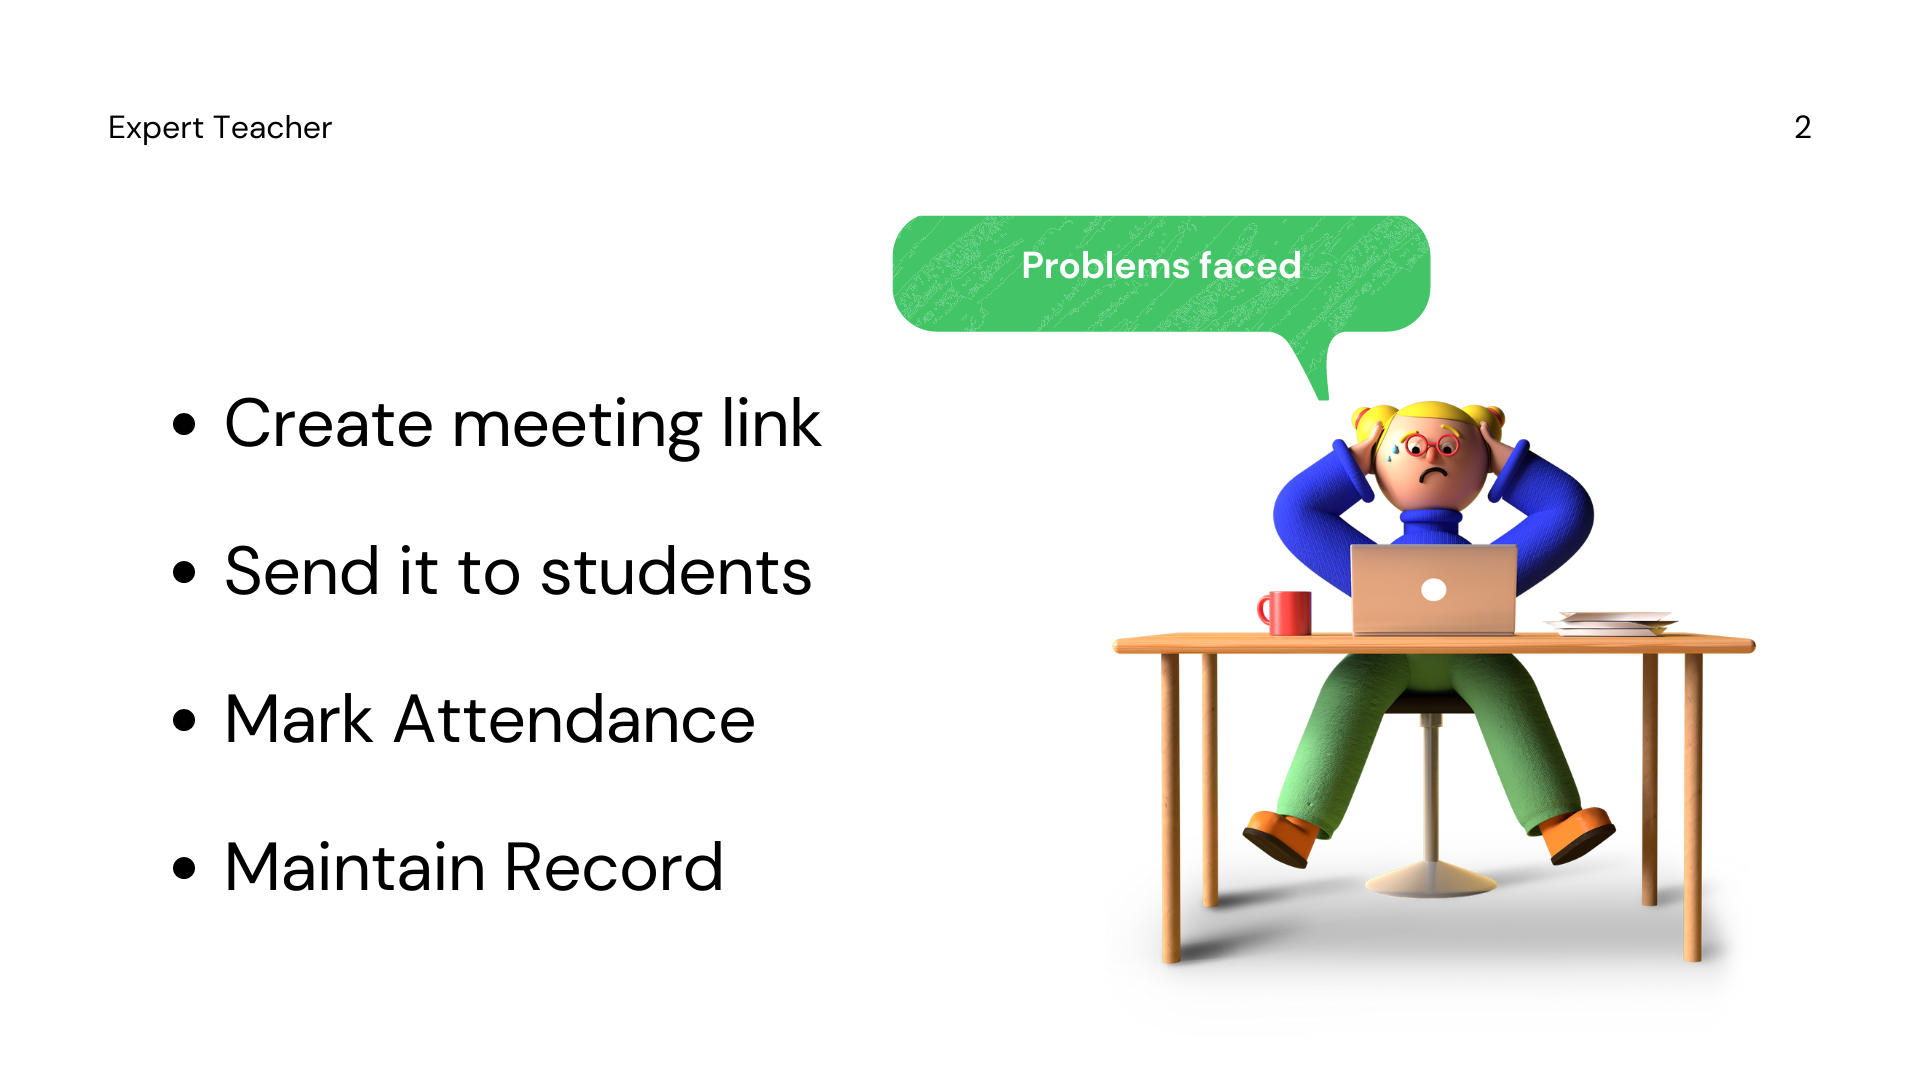 Expert Teacher
2
Problems faced
• Create meeting link
• Send it to students
• Mark Attendance
• Maintain Record